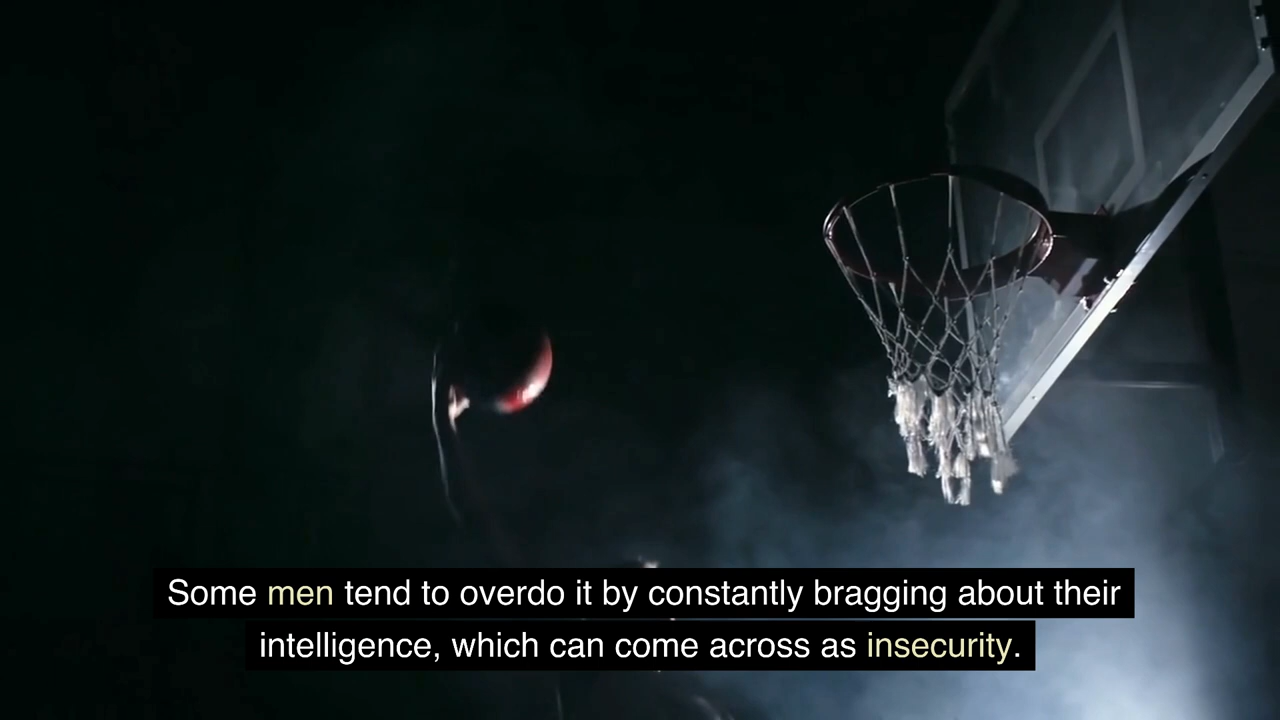 Some men tend to overdo it by constantly bragging about their
intelligence, which can come across as insecurity.